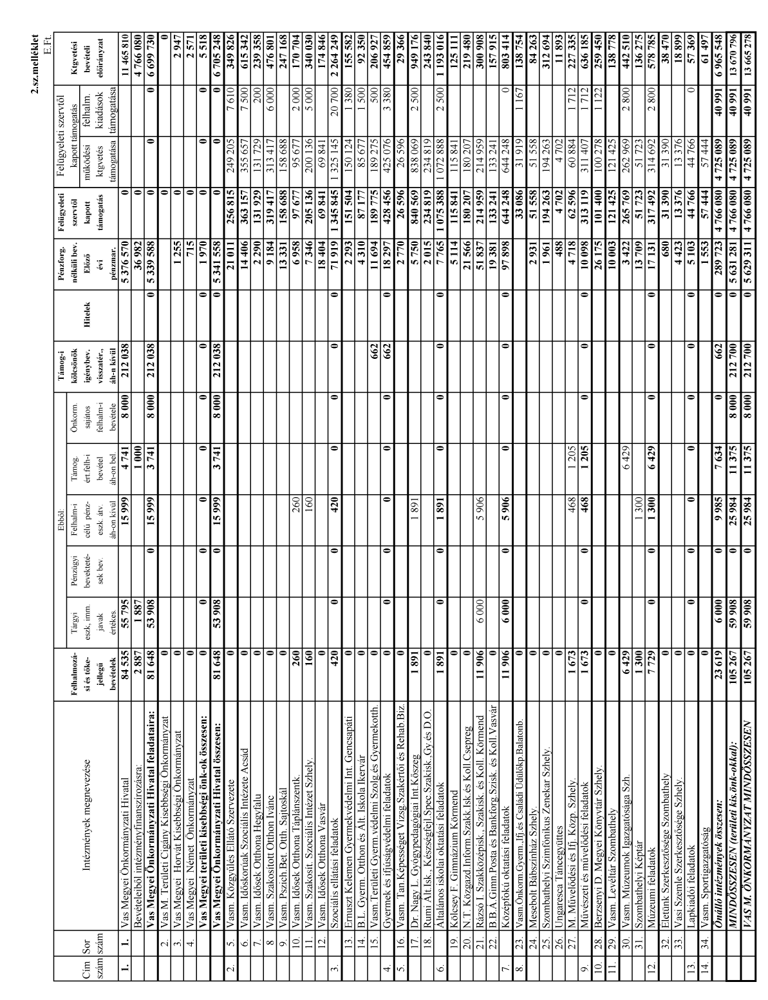 2.sz.melléklet
E.Ft.
Cím szám Sor szám Intézmények megnevezése Felhalmozá-si és tőke-jellegű bevételek Ebből: Tárgyi eszk, imm. javak értékes. Pénzügyi bevekteté-sek bev. Felhalm-i célú pénz-eszk. átv. áh-on kívül Támog. ért.felh-i bevétel áh-on bel. Önkorm. sajátos felhalm-i bevétele Támog-i kölcsönök igénybev. visszatér., áh-n kívül Hitelek Pénzforg. nélküli bev. Előző évi pénzmar. Felügyeleti szervtől kapott támogatás Felügyeleti szervtől kapott támogatás működési ktgvetés támogatása felhalm. kiadások támogatása Ktgvetési bevételi előirányzat
1. 1. Vas Megyei Önkormányzati Hivatal 84 535 55 795 15 999 4 741 8 000 212 038 5 376 570 0 11 465 810
Bevételeiből intézményfinanszírozásra: 2 887 1 887 1 000 36 982 4 766 080
Vas Megyei Önkormányzati Hivatal feladataira: 81 648 53 908 0 15 999 3 741 8 000 212 038 0 5 339 588 0 0 0 6 699 730
2. Vas M. Területi Cigány Kisebbségi Önkormányzat 0 0 0
3. Vas Megyei Horvát Kisebbségi Önkormányzat 0 1 255 0 2 947
4. Vas Megyei Német Önkormányzat 0 715 0 2 571
Vas Megyei területi kisebbségi önk-ok összesen: 0 0 0 0 0 0 0 0 1 970 0 0 0 5 518
Vas Megyei Önkormányzati Hivatal összesen: 81 648 53 908 0 15 999 3 741 8 000 212 038 0 5 341 558 0 0 0 6 705 248
2. 5. Vasm. Közgyűlés Ellátó Szervezete 0 21 011 256 815 249 205 7 610 349 826
6. Vasm. Időskorúak Szociális Intézete Acsád 0 14 406 363 157 355 657 7 500 615 342
7. Vasm. Idősek Otthona Hegyfalu 0 2 290 131 929 131 729 200 239 358
8 Vasm. Szakosított Otthon Ivánc 0 9 184 319 417 313 417 6 000 476 801
9. Vasm. Pszich.Bet. Otth. Sajtoskál 0 13 331 158 688 158 688 247 168
10. Vasm. Idősek Otthona Táplánszentk. 260 260 6 958 97 677 95 677 2 000 170 704
11. Vasm. Szakosít. Szociális Intézet Szhely. 160 160 7 346 205 136 200 136 5 000 340 030
12. Vasm. Idősek Otthona Vasvár 0 18 404 69 841 69 841 174 846
3. Szociális ellátási feladatok 420 0 0 420 0 0 0 0 71 919 1 345 845 1 325 145 20 700 2 264 249
13. Ernuszt Kelemen Gyermekvédelmi Int. Gencsapáti 0 2 293 151 504 150 124 1 380 155 582
14. B.L. Gyerm. Otthon és Ált. Iskola Ikervár 0 4 310 87 177 85 677 1 500 92 350
15. Vasm.Területi Gyerm.védelmi Szolg.és Gyermekotth. 0 662 11 694 189 775 189 275 500 206 927
4. Gyermek és ifjúságvédelmi feladatok 0 0 0 0 0 0 662 0 18 297 428 456 425 076 3 380 454 859
5. 16. Vasm. Tan.Képességet Vizsg.Szakértői és Rehab.Biz. 0 2 770 26 596 26 596 29 366
17. Dr. Nagy L. Gyógypedagógiai Int.Kőszeg 1 891 1 891 5 750 840 569 838 069 2 500 949 176
18. Rumi Ált.Isk., Készségfejl.Spec.Szakisk.,Gy.és D.O. 0 2 015 234 819 234 819 243 840
6. Általános iskolai oktatási feladatok 1 891 0 0 1 891 0 0 0 0 7 765 1 075 388 1 072 888 2 500 1 193 016
19. Kölcsey F. Gimnázium Körmend 0 5 114 115 841 115 841 125 111
20. N.T. Közgazd.Inform.Szakk.Isk.és Koll.Csepreg 0 21 566 180 207 180 207 219 480
21. Rázsó I. Szakközépisk., Szakisk. és Koll. Körmend 11 906 6 000 5 906 51 837 214 959 214 959 300 908
22. B.B.Á.Ginn.Posta és Bankforg.Szisk. és Koll.Vasvár 0 19 381 133 241 133 241 157 915
7. Középfokú oktatási feladatok 11 906 6 000 0 5 906 0 0 0 0 97 898 644 248 644 248 0 803 414
8. 23. Vasm.Önkorm.Gyerm.,Ifj.és Családi Üdülőkp.Balatonb. 0 33 086 31 919 1 167 138 754
24. Mesebolt Bábszínház Szhely. 0 2 931 51 558 51 558 84 263
25. Szombathelyi Szimfónikus Zenekar Szhely. 0 1 961 194 263 194 263 312 694
26. Ungaresca Táncegyüttes 0 488 4 702 4 702 11 893
27. M. Művelődési és Ifj. Közp. Szhely. 1 673 468 1 205 4 718 62 596 60 884 1 712 227 335
9. Művészeti és művelődési feladatok 1 673 0 0 468 1 205 0 0 0 10 098 313 119 311 407 1 712 636 185
10. 28. Berzsenyi D. Megyei Könyvtár Szhely. 0 26 175 101 400 100 278 1 122 259 450
11. 29. Vasm. Levéltár Szombathely 0 10 003 121 425 121 425 138 778
30. Vasm. Múzeumok Igazgatósága Szh. 6 429 6 429 3 422 265 769 262 969 2 800 442 510
31. Szombathelyi Képtár 1 300 1 300 13 709 51 723 51 723 136 275
12. Múzeumi feladatok 7 729 0 0 1 300 6 429 0 0 0 17 131 317 492 314 692 2 800 578 785
32. Életünk Szerkesztősége Szombathely 0 680 31 390 31 390 38 470
33. Vasi Szemle Szerkesztősége Szhely. 0 4 423 13 376 13 376 18 899
13. Lapkiadói feladatok 0 0 0 0 0 0 0 0 5 103 44 766 44 766 0 57 369
14. 34. Vasm. Sportigazgatóság 0 1 553 57 444 57 444 61 497
Önálló intézmények összesen: 23 619 6 000 0 9 985 7 634 0 662 0 289 723 4 766 080 4 725 089 40 991 6 965 548
MINDÖSSZESEN (területi kis.önk-okkal): 105 267 59 908 0 25 984 11 375 8 000 212 700 0 5 631 281 4 766 080 4 725 089 40 991 13 670 796
VAS M. ÖNKORMÁNYZAT MINDÖSSZESEN 105 267 59 908 0 25 984 11 375 8 000 212 700 0 5 629 311 4 766 080 4 725 089 40 991 13 665 278